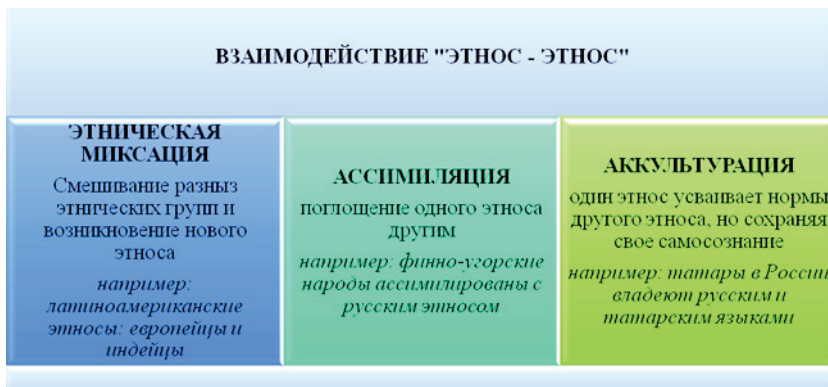 ВЗАИМОДЕЙСТВИЕ "ЭТНОС - ЭТНОС"
ЭТНИЧЕСКАЯ
МИКСАЦИЯ
Смешивание разныз
этнических групп и
возникновение нового
этноса
например:
латиноамериканские
этносы: европейцы и
индейцы
АССИМИЛЯЦИЯ
поглощение одного этноса
другим
например: финно-угорские
народы ассимилированы с
русским этносом
АККУЛЬТУРАЦИЯ
один этнос усваивает нормы
другого этноса, но сохраняя
свое самосознание
например: татары в России
владеют русским и
татарским языками